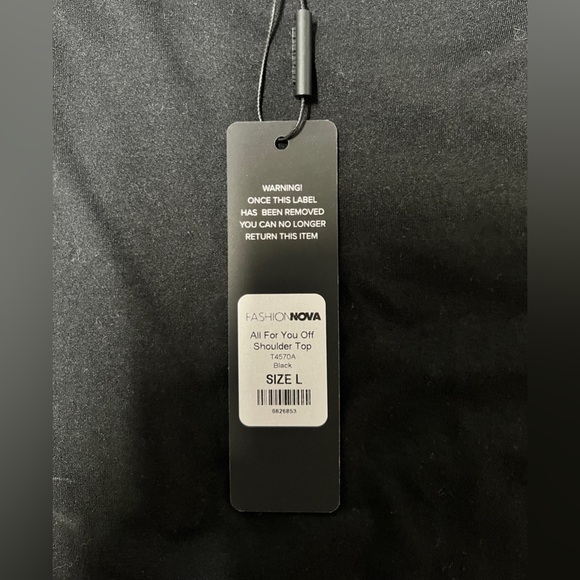 WARNING!
ONCE THIS LABEL
HAS BEEN REMOVED
YOU CAN NO LONGER
RETURN THIS ITEM
FASHIONNOVA
All For You Off
Shoulder Top
T4570A
Black
SIZE L
6826853